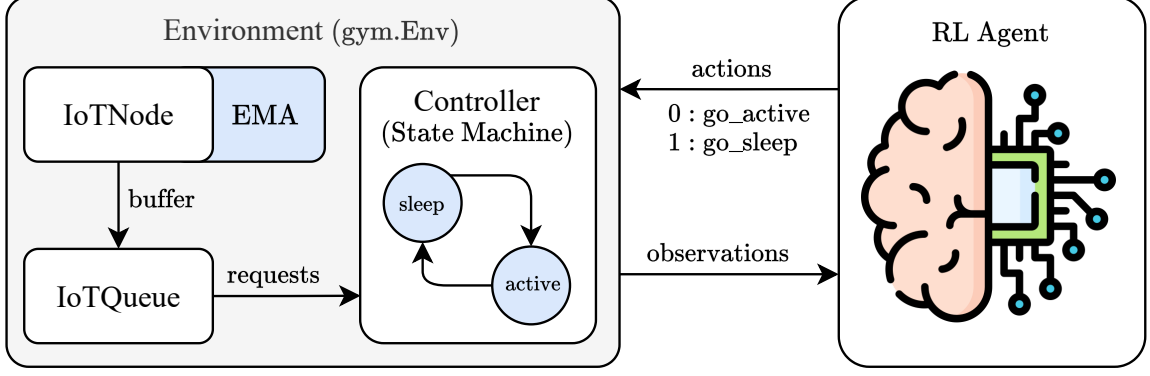 Environment (gym.Env)
IoTNode
EMA
buffer
IoTQueue
requests
Controller
(State Machine)
sleep
active
actions
0 : go_active
1 : go_sleep
observations
RL Agent